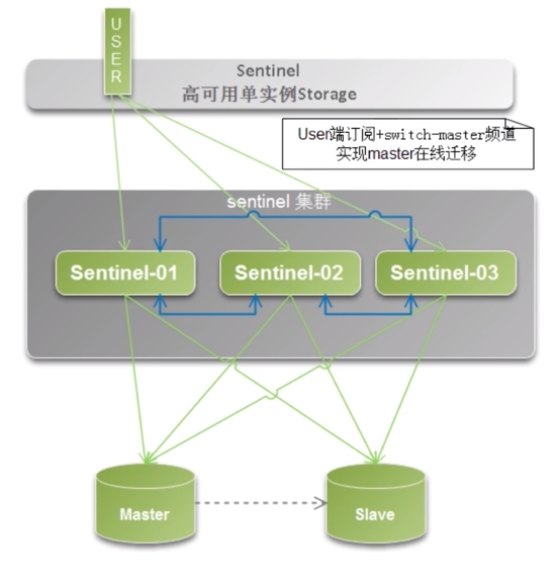 USER
Sentinel
高可用单实例Storage
User端订阅+switch-master频道
实现master在线迁移
sentinel 集群
Sentinel-01
Sentinel-02
Sentinel-03
Master
Slave